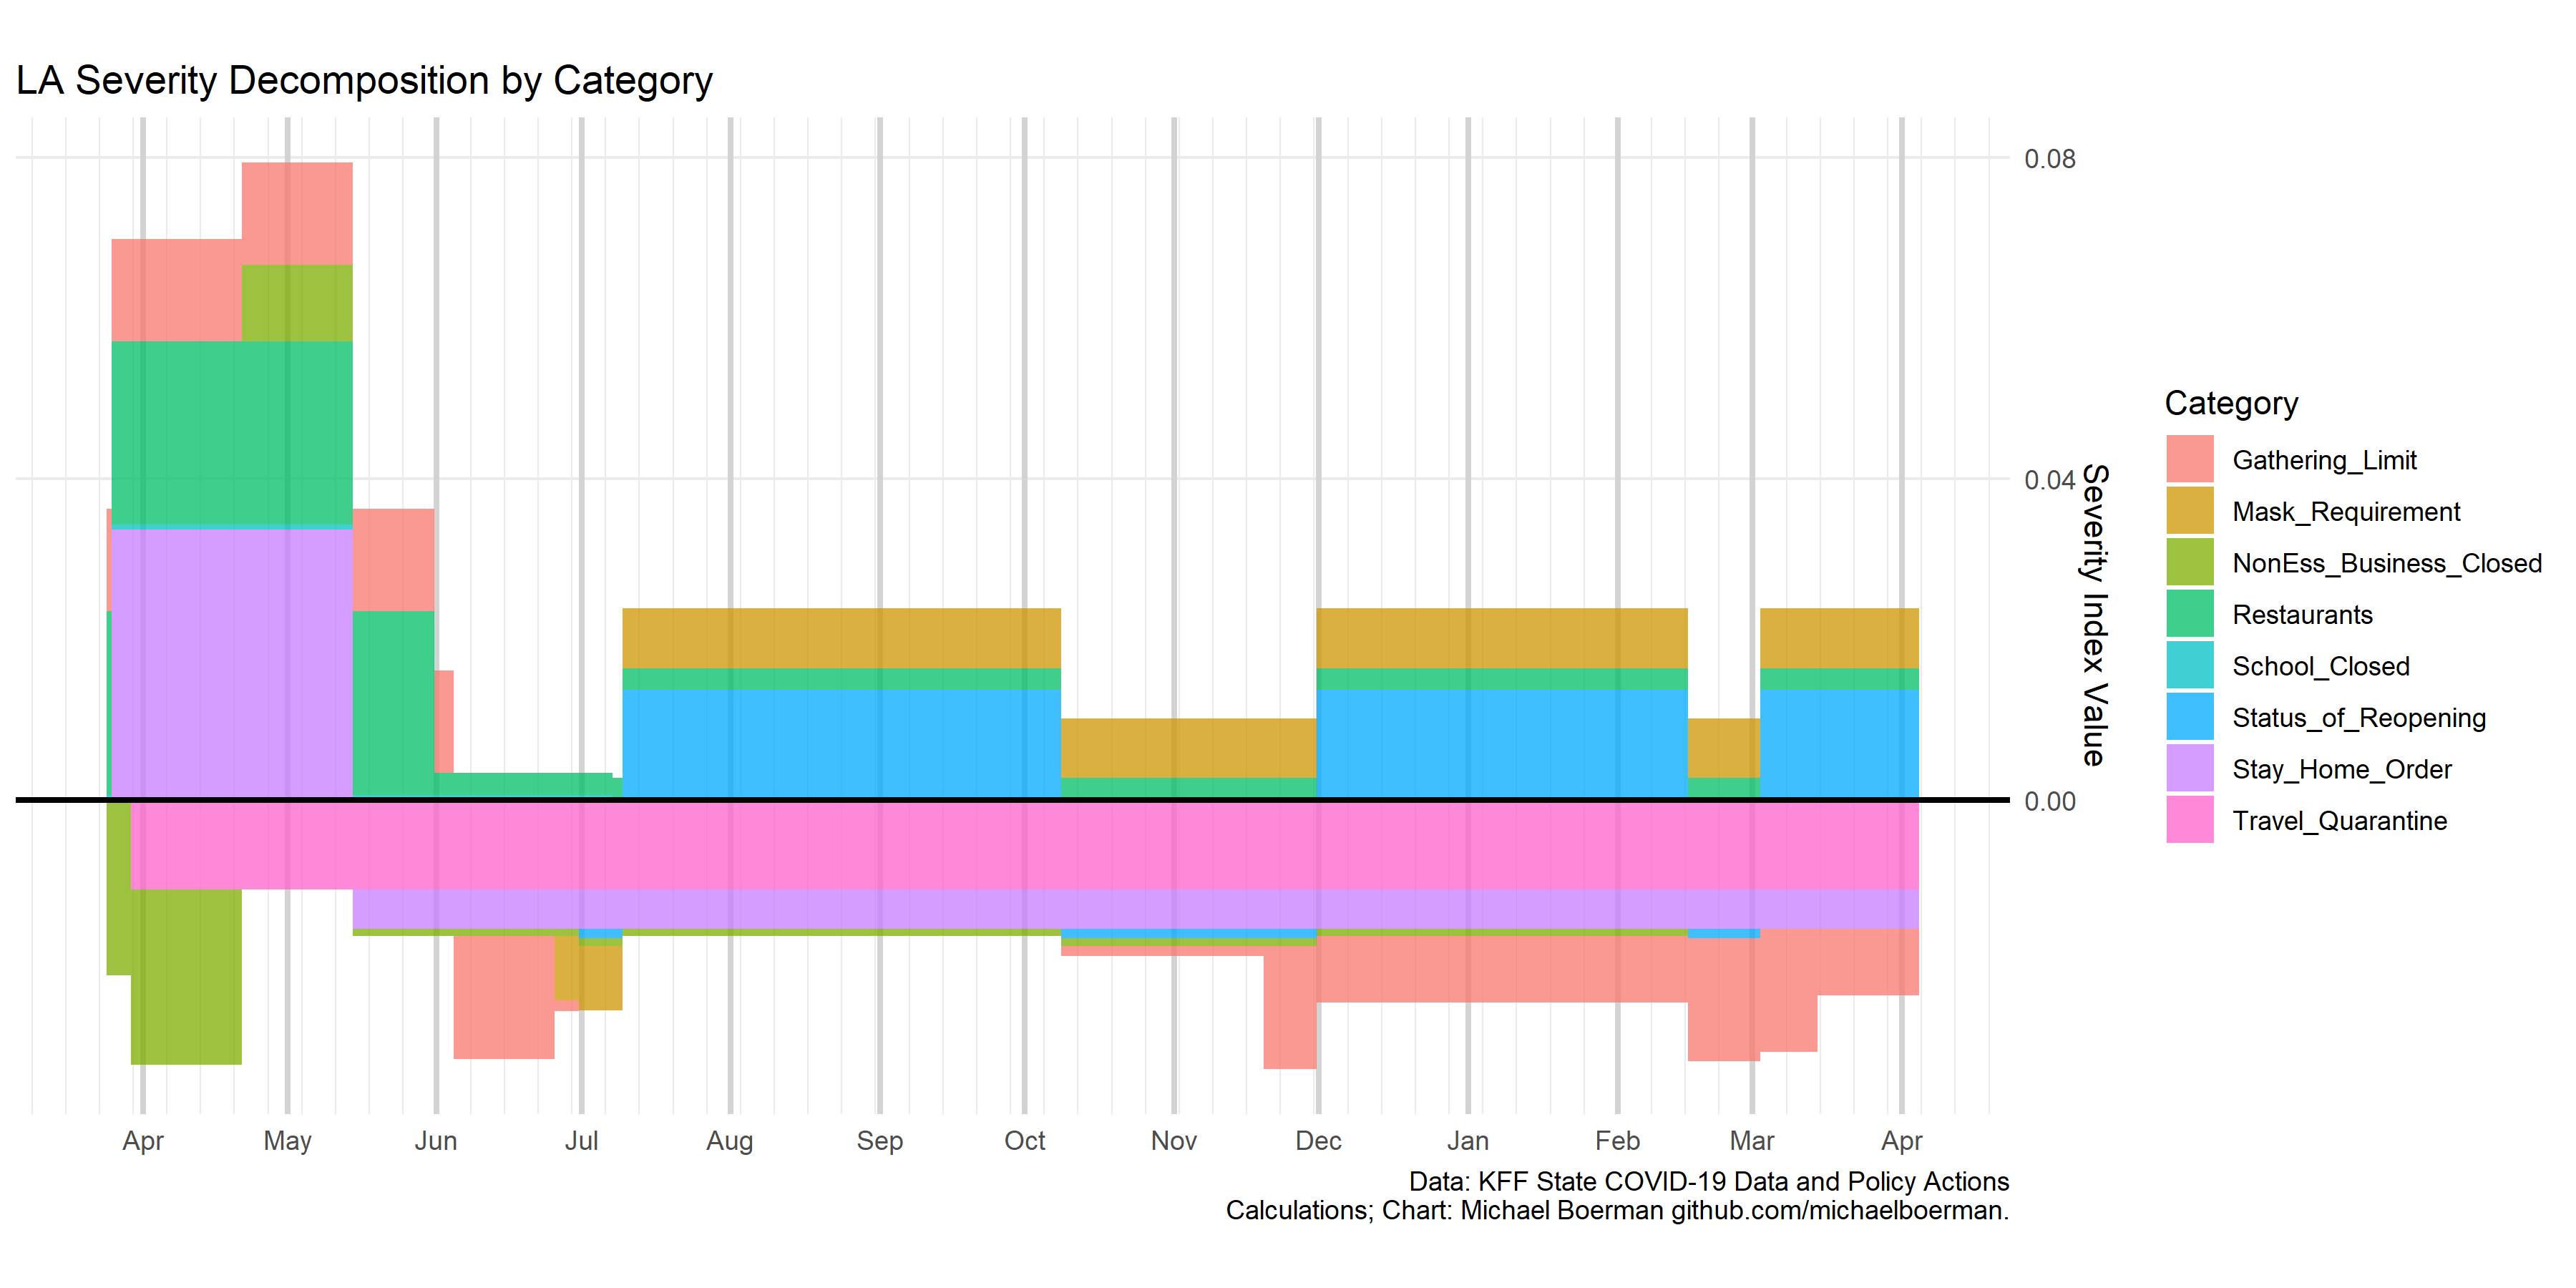 LA Severity Decomposition by Category
0.08
0.04
0.00
Severity Index Value
Apr May Jun Jul Aug Sep Oct Nov Dec Jan Feb Mar Apr
Category
Gathering_Limit
Mask_Requirement
NonEss_Business_Closed
Restaurants
School_Closed
Status_of_Reopening
Stay_Home_Order
Travel_Quarantine
Data: KFF State COVID-19 Data and Policy Actions
Calculations; Chart: Michael Boerman github.com/michaelboerman.